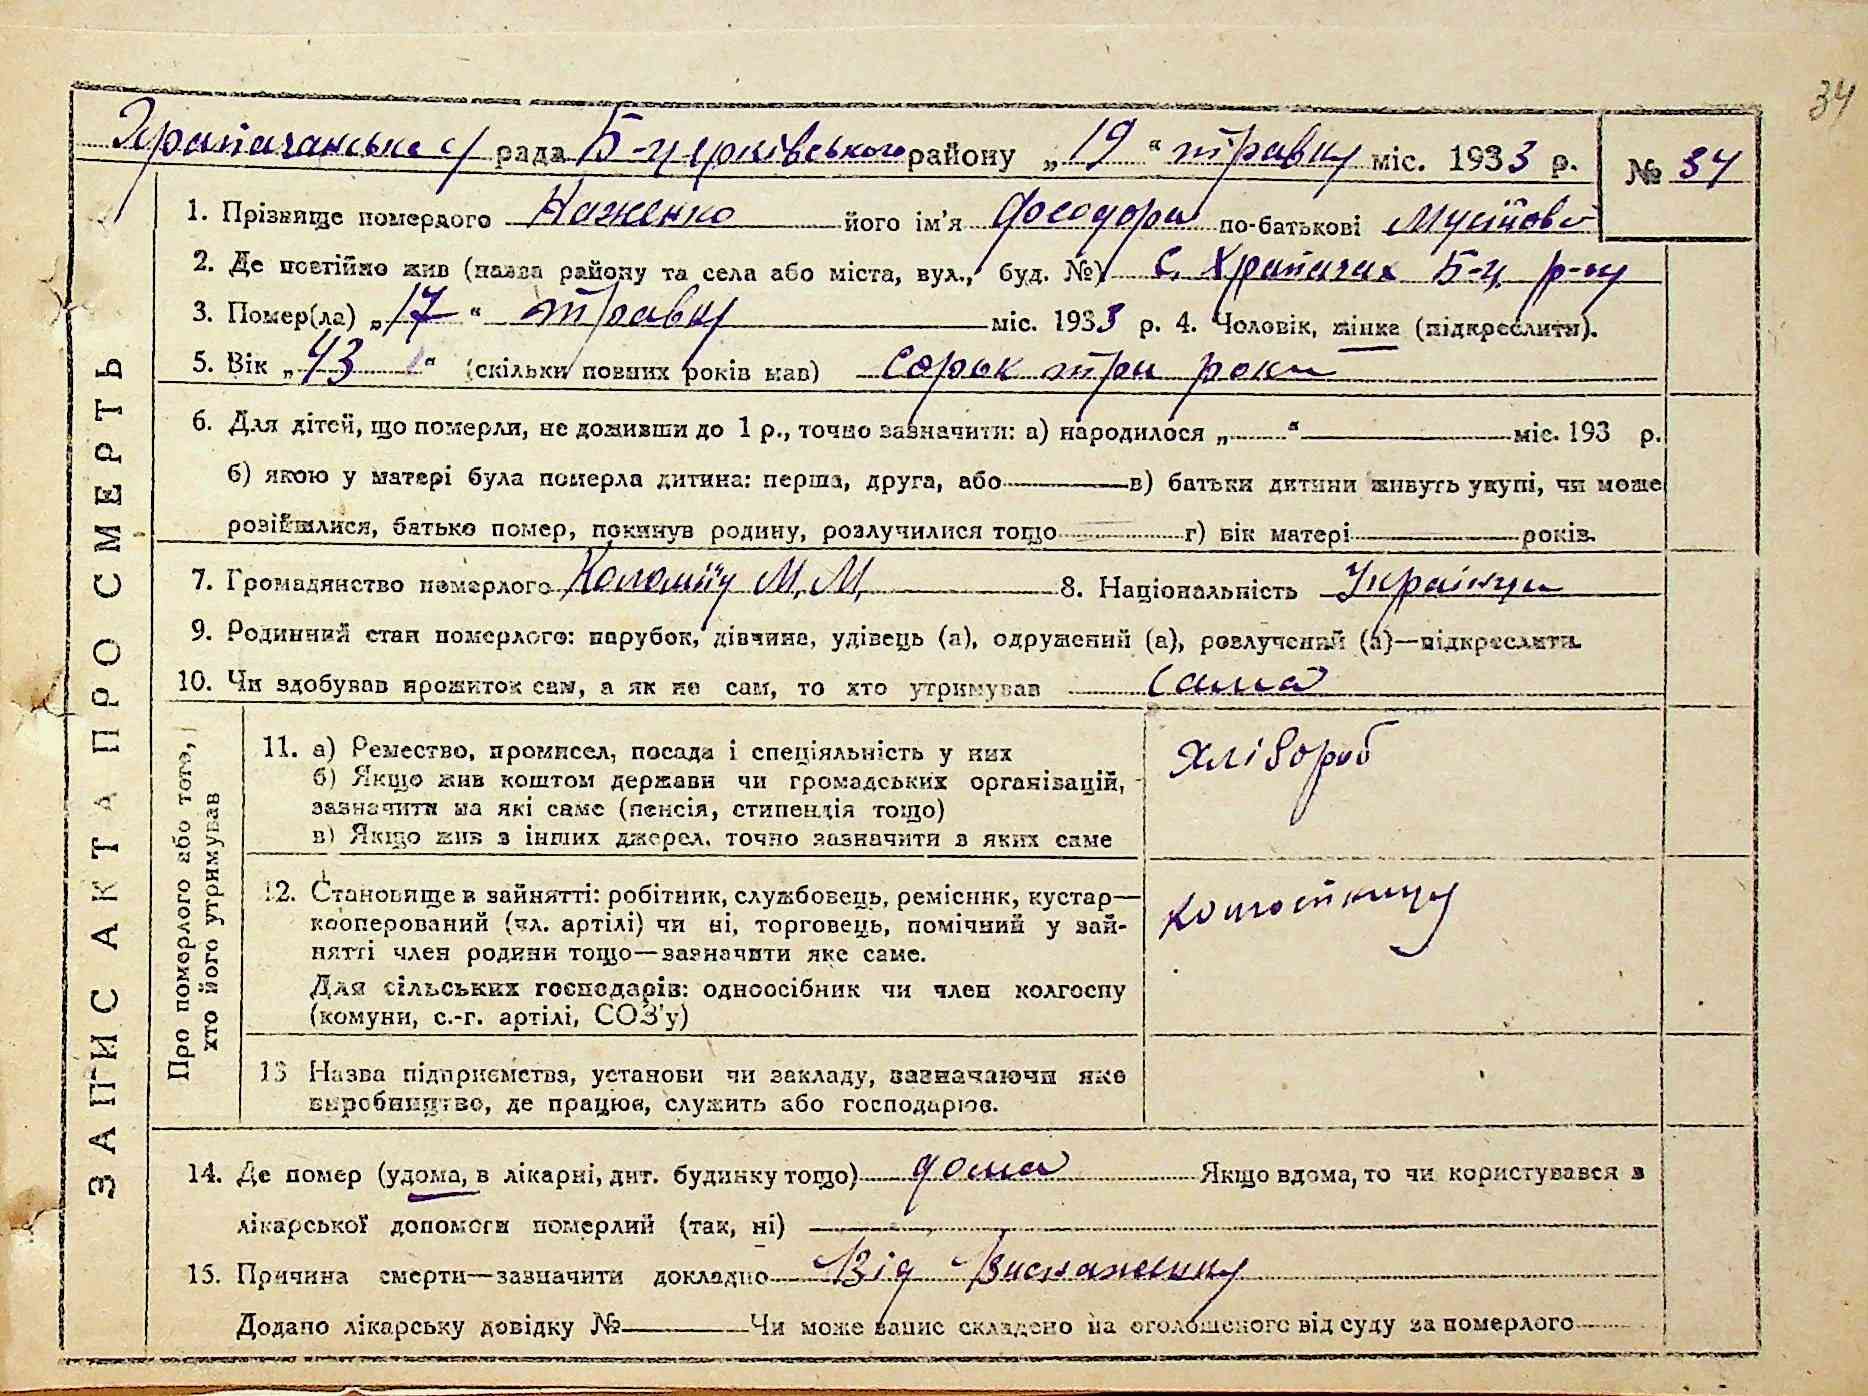 34
Храпачанська с/ рада Б-церківського району „19“ травня міс. 1933 р. № 34
1. Прізвище померлого його ім'я Феодора по-батькові Мусіївна
2. Де постійно жив (назва району та села або міста, вул., буд. №) с. Храпачах Б-ц. р-ну
3. Помер(ла) „17“ травня міс. 1933 р. 4. Чоловік, жінка (підкреслити).
5. Вік „43“ (скільки повних років мав) сорьк три роки
6. Для дітей, що померли, не доживши до 1 р., точно зазначити: а) народилося „ “ міс. 193 р.
б) якою у матері була померла дитина: перша, друга, або в) батьки дитини живуть укупі, чи може
розійшлися, батько помер, покинув родину, розлучилися тощо г) вік матері років.
7. Громадянство померлого М. М. 8. Національність Українка
9. Родинний стан померлого: парубок, дівчина, удівець (а), одружений (а), розлучений (а)—підкреслити.
10. Чи здобував прожиток сам, а як не сам, то хто утримував сама
ЗАПИС АКТА ПРО СМЕРТЬ
Про померлого або того, хто його утримував
11. а) Ремество, промисел, посада і спеціяльність у них хлібороб
б) Якщо жив коштом держави чи громадських організацій,
зазначити на які саме (пенсія, стипендія тощо)
в) Якщо жив з інших джерел, точно зазначити з яких саме
12. Становище в зайнятті: робітник, службовець, ремісник, кустар—
кооперований (чл. артілі) чи ні, торговець, помічний у зай-
нятті член родини тощо—зазначити яке саме.
Для сільських господарів: одноосібник чи член колгоспу
(комуни, с.-г. артілі, СОЗ'у)
13 Назва підприємства, установи чи закладу, зазначаючи яке
виробництво, де працює, служить або господарює.
14. Де помер (удома, в лікарні, дит. будинку тощо) дома Якщо вдома, то чи користувався з
лікарської допомоги померлий (так, ні)
15. Причина смерти—зазначити докладно Від виснаження
Додано лікарську довідку № Чи може запис складено на оголошеного від суду за померлого